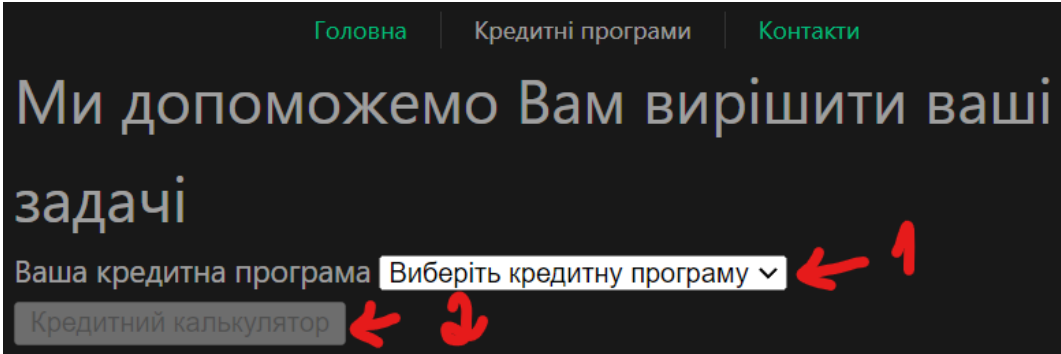 Головна Кредитні програми Контакти
Ми допоможемо Вам вирішити ваші
задачі
1
Ваша кредитна програма Виберіть кредитну програму
Кредитний калькулятор 2